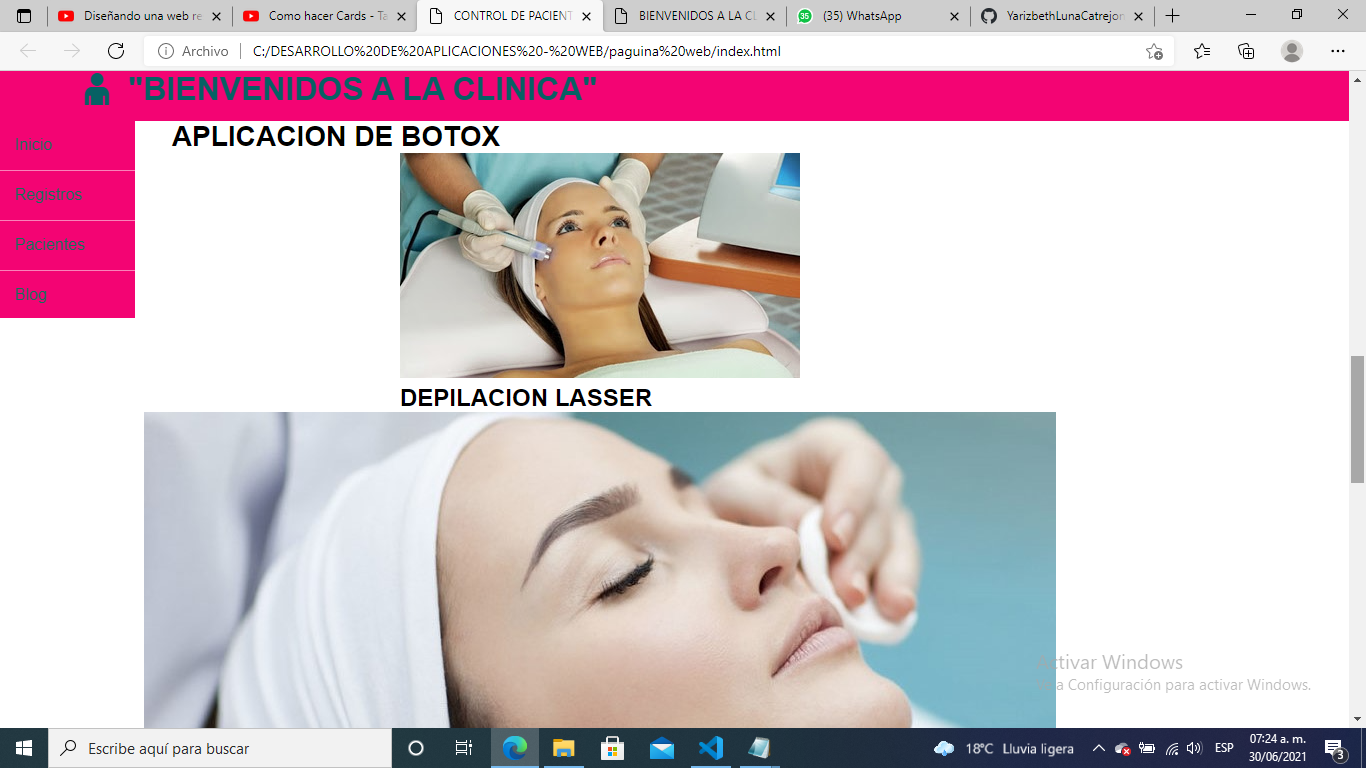 Diseñando una web re
Como hacer Cards - Ta
CONTROL DE PACIENT
BIENVENIDOS A LA CL
35
(35) WhatsApp
YarizbethLunaCatrejon
Archivo
C:/DESARROLLO%20DE%20APLICACIONES%20-%20WEB/paguina%20web/index.html
"BIENVENIDOS A LA CLINICA"
Inicio
Registros
Pacientes
Blog
APLICACION DE BOTOX
DEPILACION LASSER
Activar Windows
a Configuración para activar Windows.
Escribe aquí para buscar
18°C Lluvia ligera
ESP
07:24 a. m.
30/06/2021
3